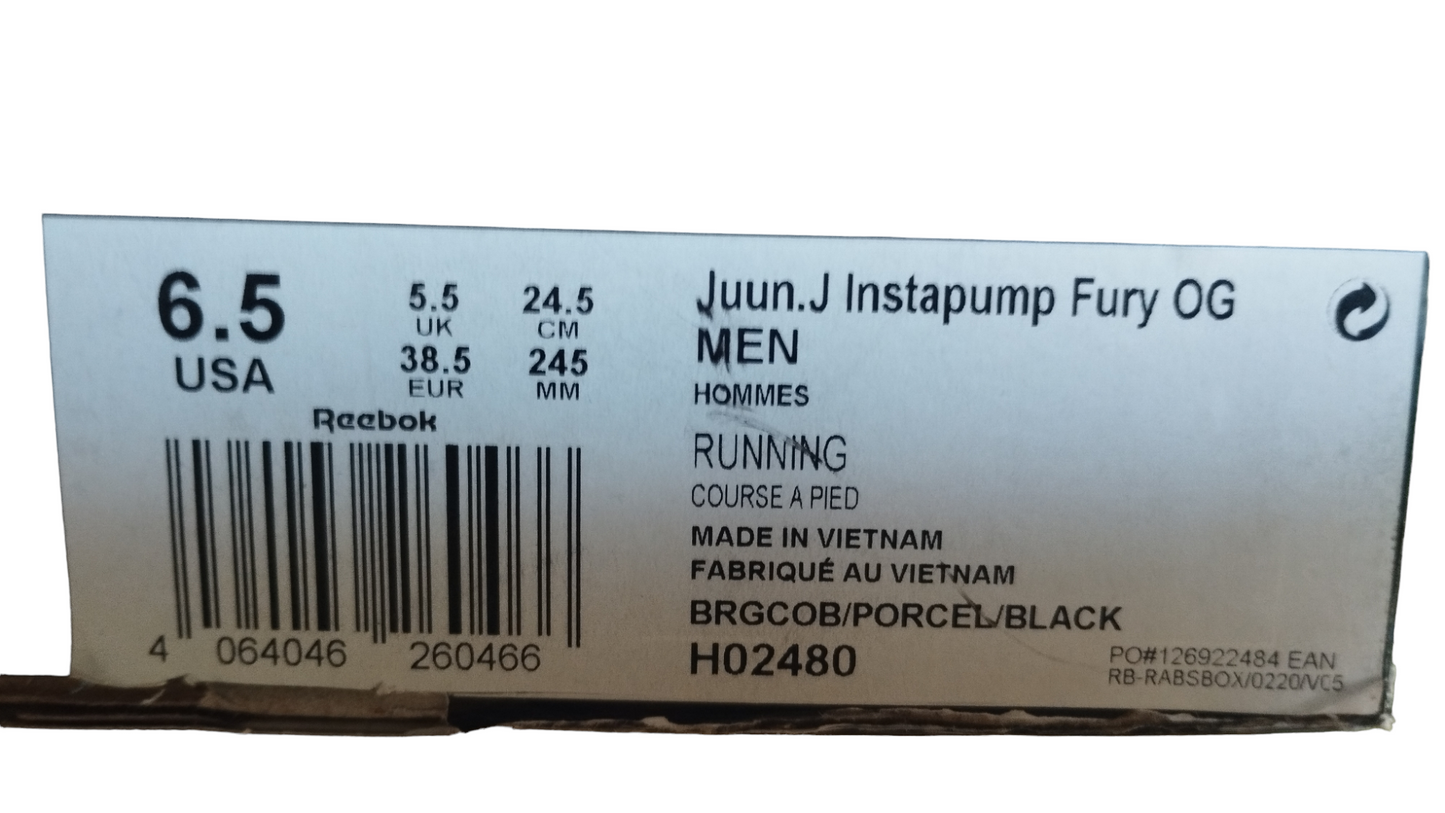 6.5
USA
5.5
UK
38.5
EUR
24.5
CM
245
MM
Reebok
4 064046 260466
Juun.J Instapump Fury OG
MEN
HOMMES
RUNNING
COURSE A PIED
MADE IN VIETNAM
FABRIQUÉ AU VIETNAM
BRGCOB/PORCEL/BLACK
H02480
PO#126922484 EAN
RB-RABSBOX/0220/VC5